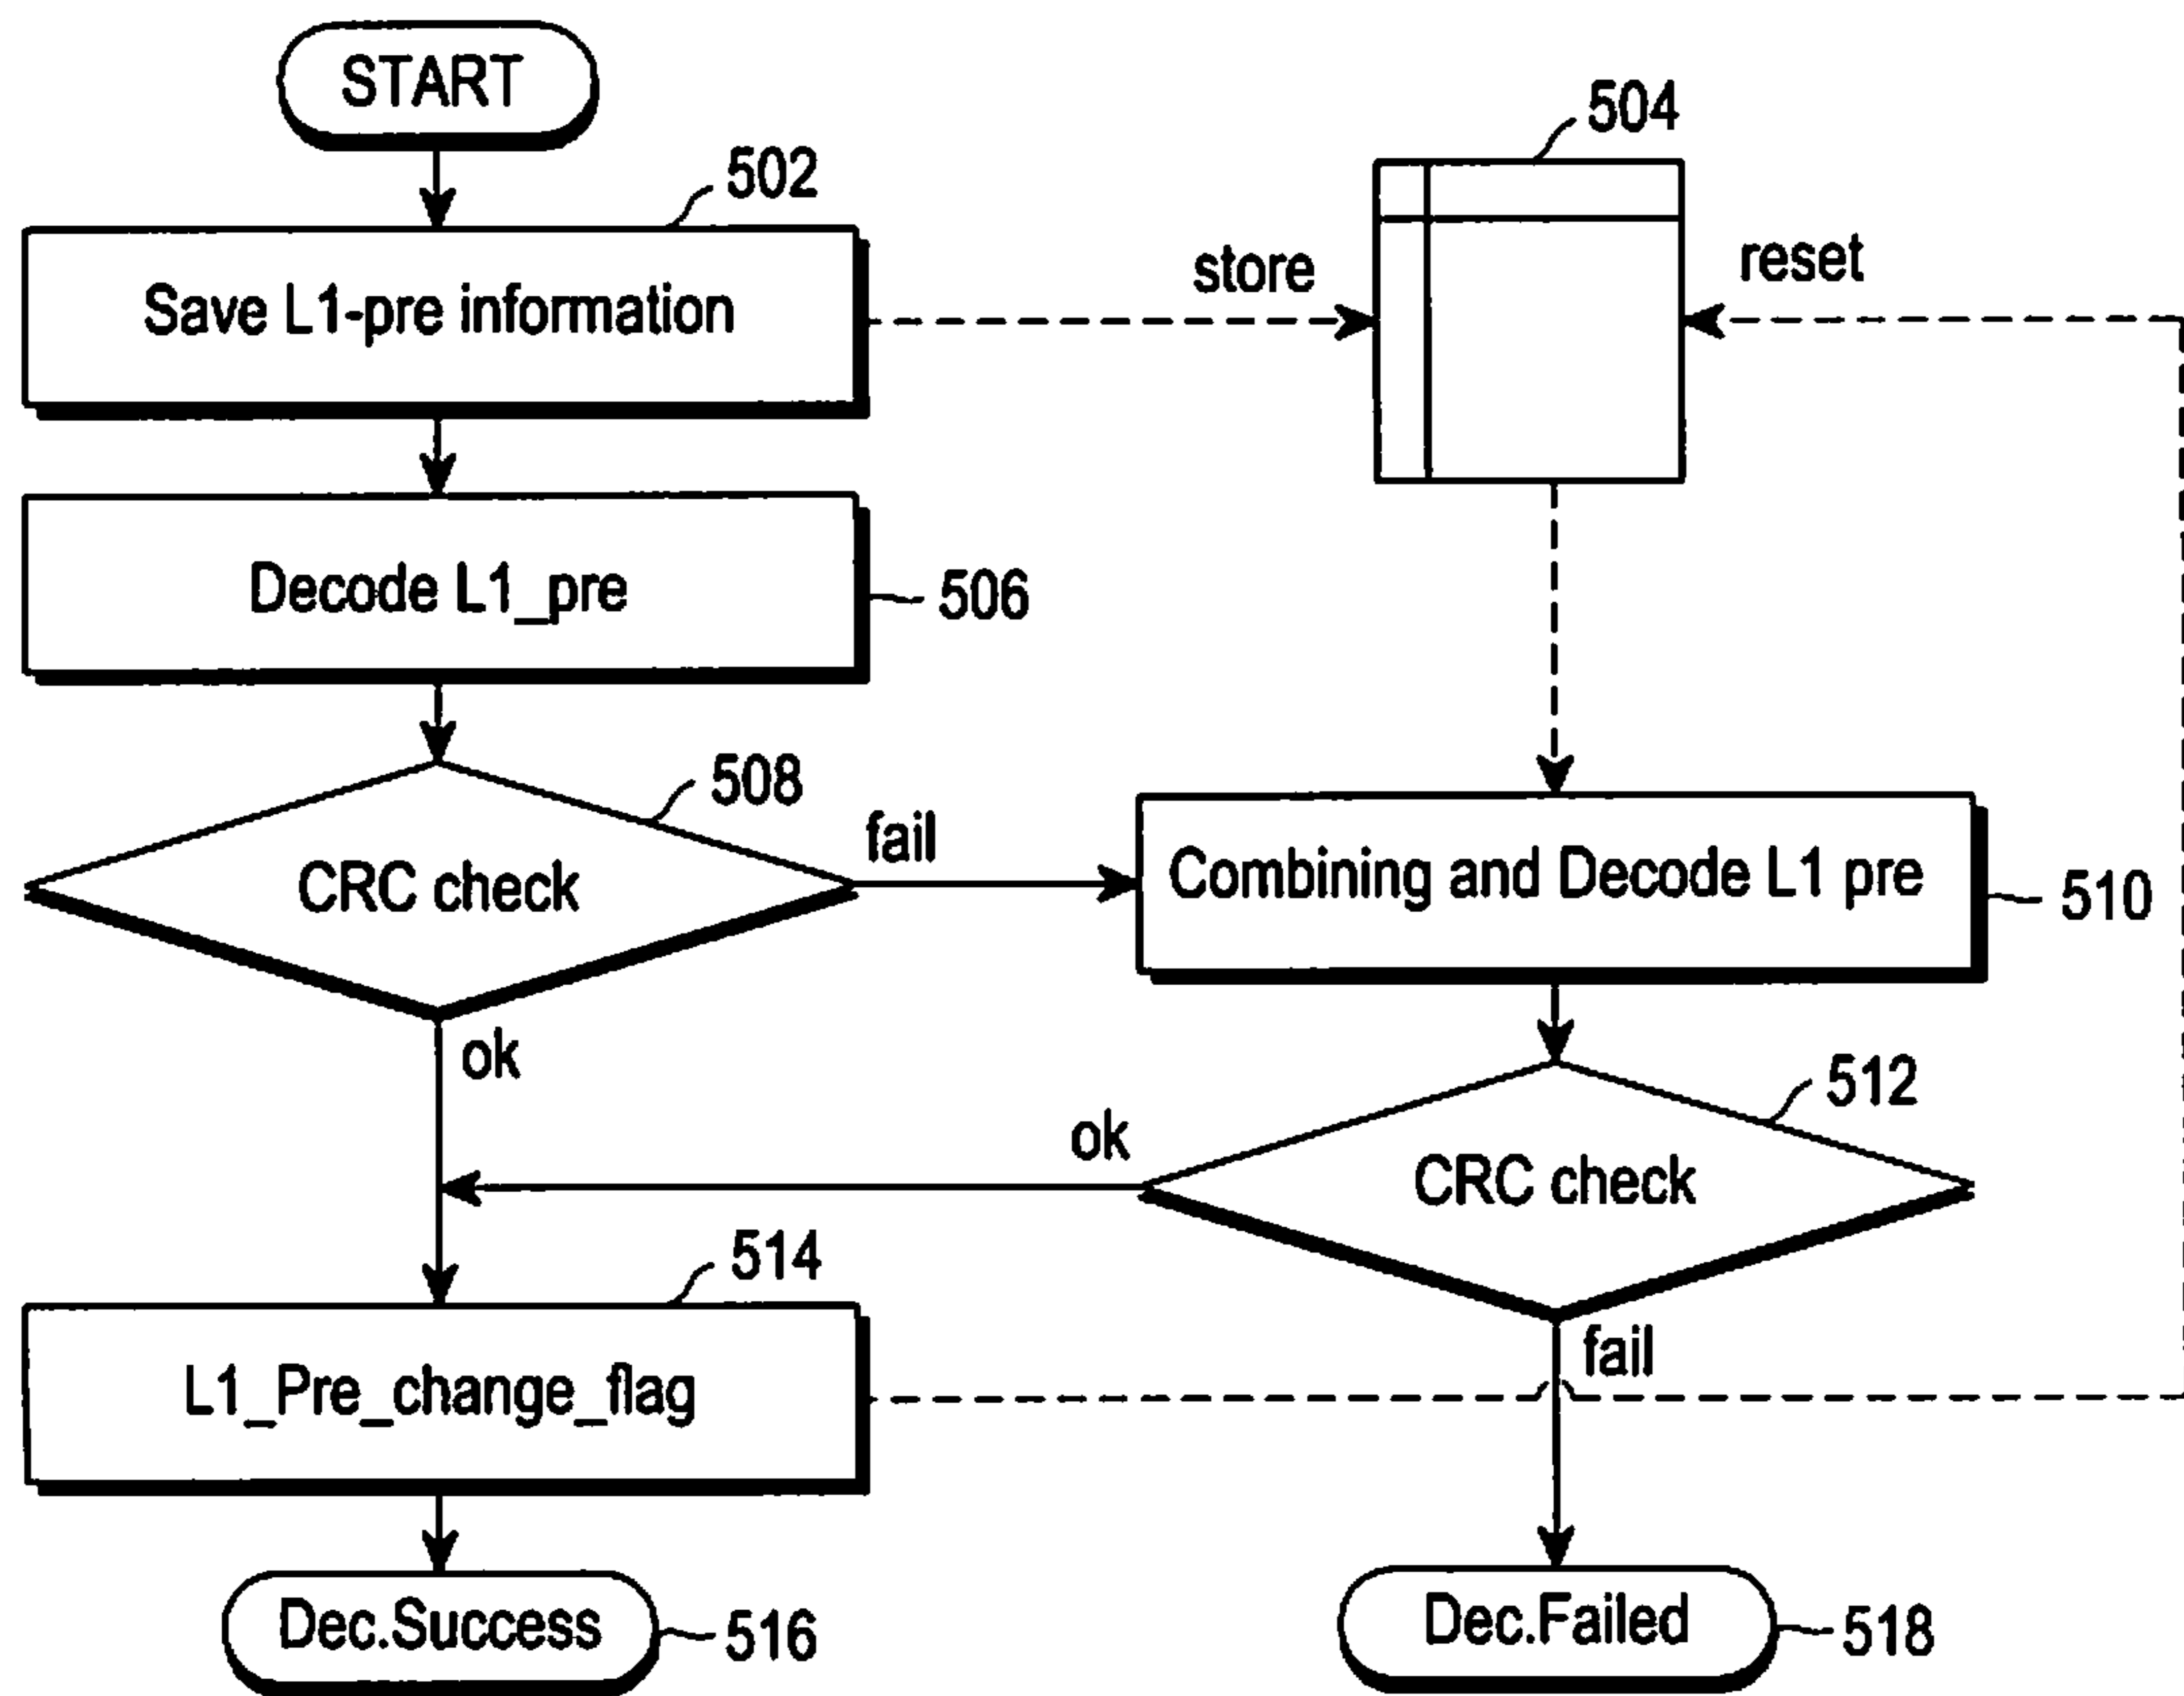 START
504
502
store
reset
Save L1-pre information
Decode L1_pre
506
508
fail
CRC check
Combining and Decode L1 pre
510
ok
512
ok
CRC check
514
fail
L1_Pre_change_flag
Dec.Success
516
Dec.Failed
518